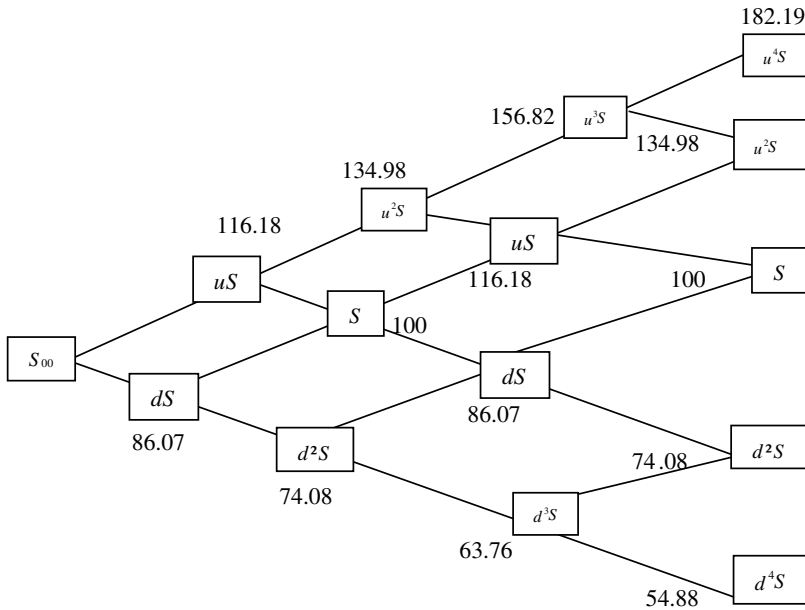 182.19
u⁴S
156.82
u³S
134.98
u²S
134.98
u²S
116.18
uS
uS
116.18
100
S
S
100
S₀₀
dS
86.07
dS
86.07
d²S
74.08
74.08
d²S
d³S
63.76
d⁴S
54.88